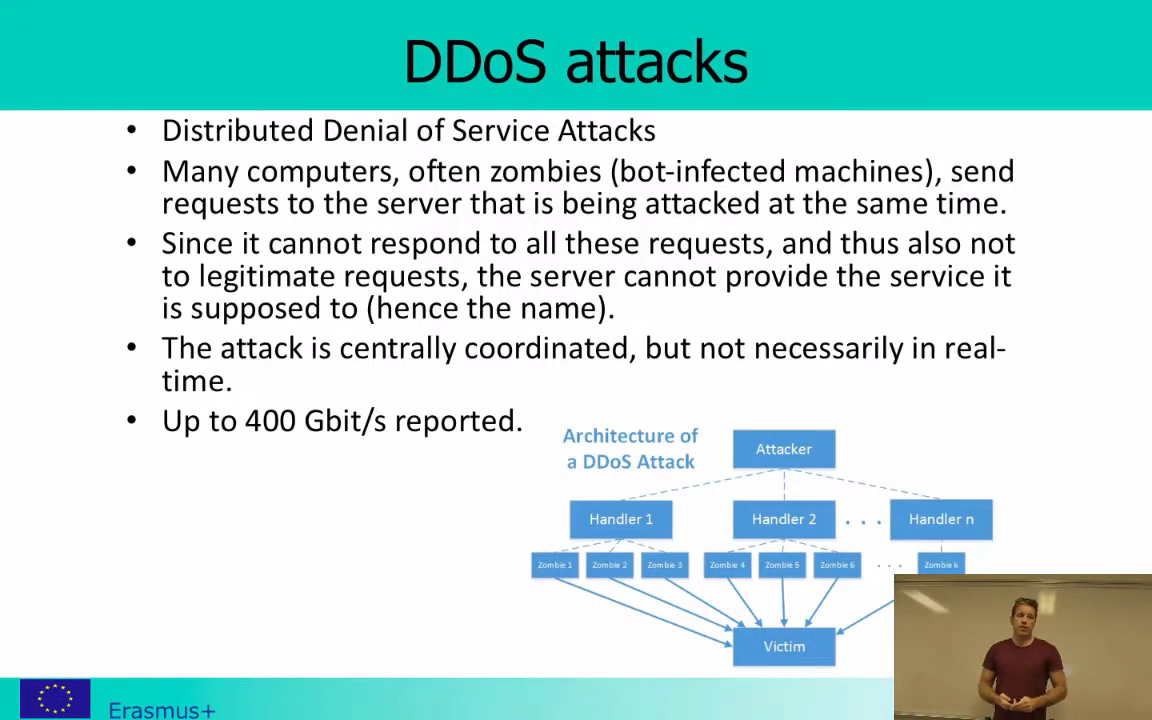 DDoS attacks
• Distributed Denial of Service Attacks
• Many computers, often zombies (bot-infected machines), send
requests to the server that is being attacked at the same time.
• Since it cannot respond to all these requests, and thus also not
to legitimate requests, the server cannot provide the service it
is supposed to (hence the name).
• The attack is centrally coordinated, but not necessarily in real-
time.
• Up to 400 Gbit/s reported.
Architecture of
a DDoS Attack
Attacker
Handler 1
Handler 2
. . .
Handler n
Zombie 1
Zombie 2
Zombie 3
Zombie 4
Zombie 5
Zombie 6
. . .
Zombie k
Victim
Erasmus+